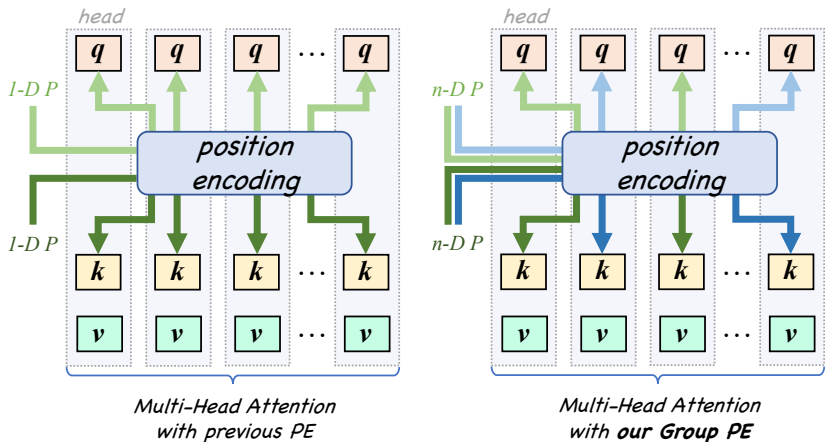 head
q q q ... q
1-D P
position
encoding
1-D P
k k k ... k
v v v ... v
Multi-Head Attention
with previous PE
head
q q q ... q
n-D P
position
encoding
n-D P
k k k ... k
v v v ... v
Multi-Head Attention
with our Group PE